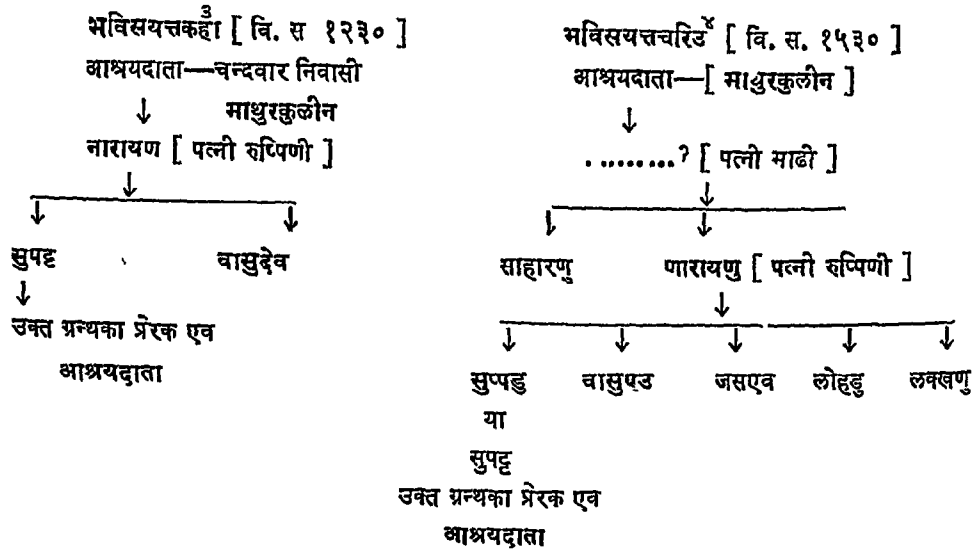 भविसयत्तकहा³ [ वि. स १२३० ]
आश्रयदाता—चन्दवार निवासी
↓ माथुरकुलीन
नारायण [ पत्नी रुप्पिणी ]
↓
↓ ↓
सुपट्ट वासुदेव
↓
उक्त ग्रन्थका प्रेरक एव
आश्रयदाता
भविसयत्तचरिउ⁴ [ वि. स. १५३० ]
आश्रयदाता—[ माथुरकुलीन ]
↓
..........? [ पत्नी माढी ]
↓
↓ ↓
साहारणु णारायणु [ पत्नी रुप्पिणी ]
↓
↓ ↓ ↓ ↓ ↓
सुप्पडु वासुएउ जसएव लोहडु लक्खणु
या
सुपट्ट
उक्त ग्रन्थका प्रेरक एव
आश्रयदाता